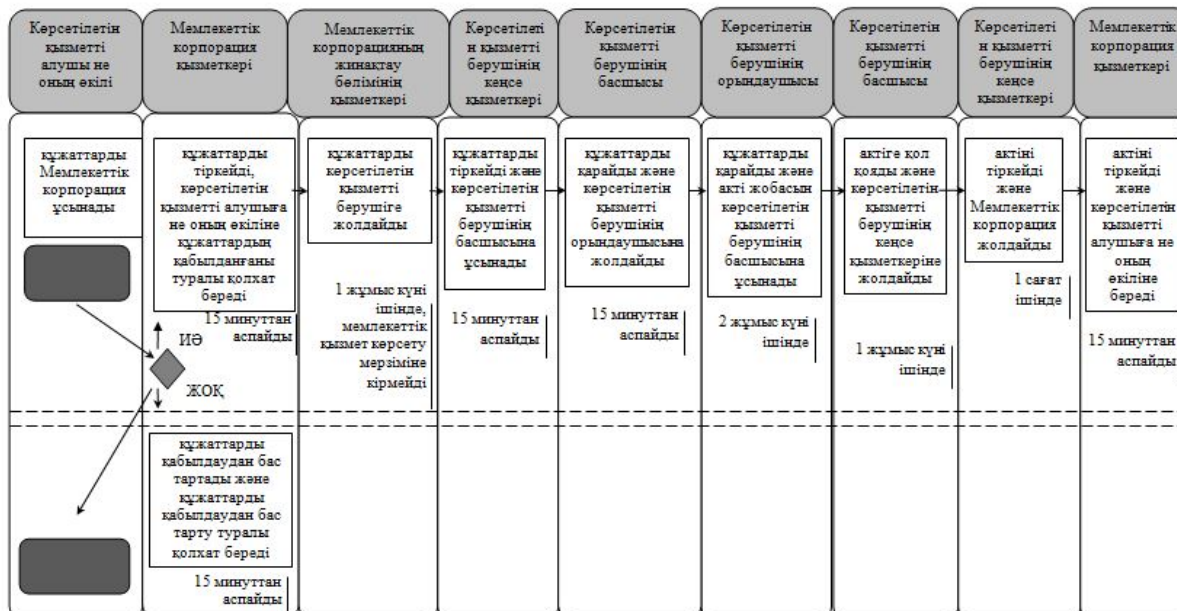 Көрсетілетін
қызметті
алушы не
оның өкілі
Мемлекеттік
корпорация
қызметкері
Мемлекеттік
корпорацияның
жинақтау
бөлімінің
қызметкері
Көрсетілеті
н қызметті
берушінің
кеңсе
қызметкері
Көрсетілетін
қызметті
берушінің
басшысы
Көрсетілетін
қызметті
берушінің
орындаушысы
Көрсетілетін
қызметті
берушінің
басшысы
Көрсетілеті
н қызметті
берушінің
кеңсе
қызметкері
Мемлекеттік
корпорация
қызметкері
құжаттарды
Мемлекеттік
корпорация
ұсынады
құжаттарды
тіркейді,
көрсетілетін
қызметті алушыға
не оның өкіліне
құжаттардың
қабылданғаны
туралы қолхат
береді
15 минуттан
аспайды
ИӘ
ЖОҚ
құжаттарды
көрсетілетін
қызметті
берушіге
жолдайды
1 жұмыс күні
ішінде,
мемлекеттік
қызмет көрсету
мерзіміне
кірмейді
құжаттарды
тіркейді және
көрсетілетін
қызметті
берушінің
басшысына
ұсынады
15 минуттан
аспайды
құжаттарды
қарайды және
көрсетілетін
қызметті
берушінің
орындаушысына
жолдайды
15 минуттан
аспайды
құжаттарды
қарайды және
акті жобасын
көрсетілетін
қызметті
берушінің
басшысына
ұсынады
2 жұмыс күні
ішінде
актіге қол
қояды және
көрсетілетін
қызметті
берушінің
кеңсе
қызметкеріне
жолдайды
1 жұмыс күні
ішінде
актіні
тіркейді
және
Мемлекеттік
корпорация
жолдайды
1 сағат
ішінде
актіні
тіркейді
және
көрсетілетін
қызметті
алушыға не
оның
өкіліне
береді
15 минуттан
аспайды
құжаттарды
қабылдаудан бас
тартады және
құжаттарды
қабылдаудан бас
тарту туралы
қолхат береді
15 минуттан
аспайды